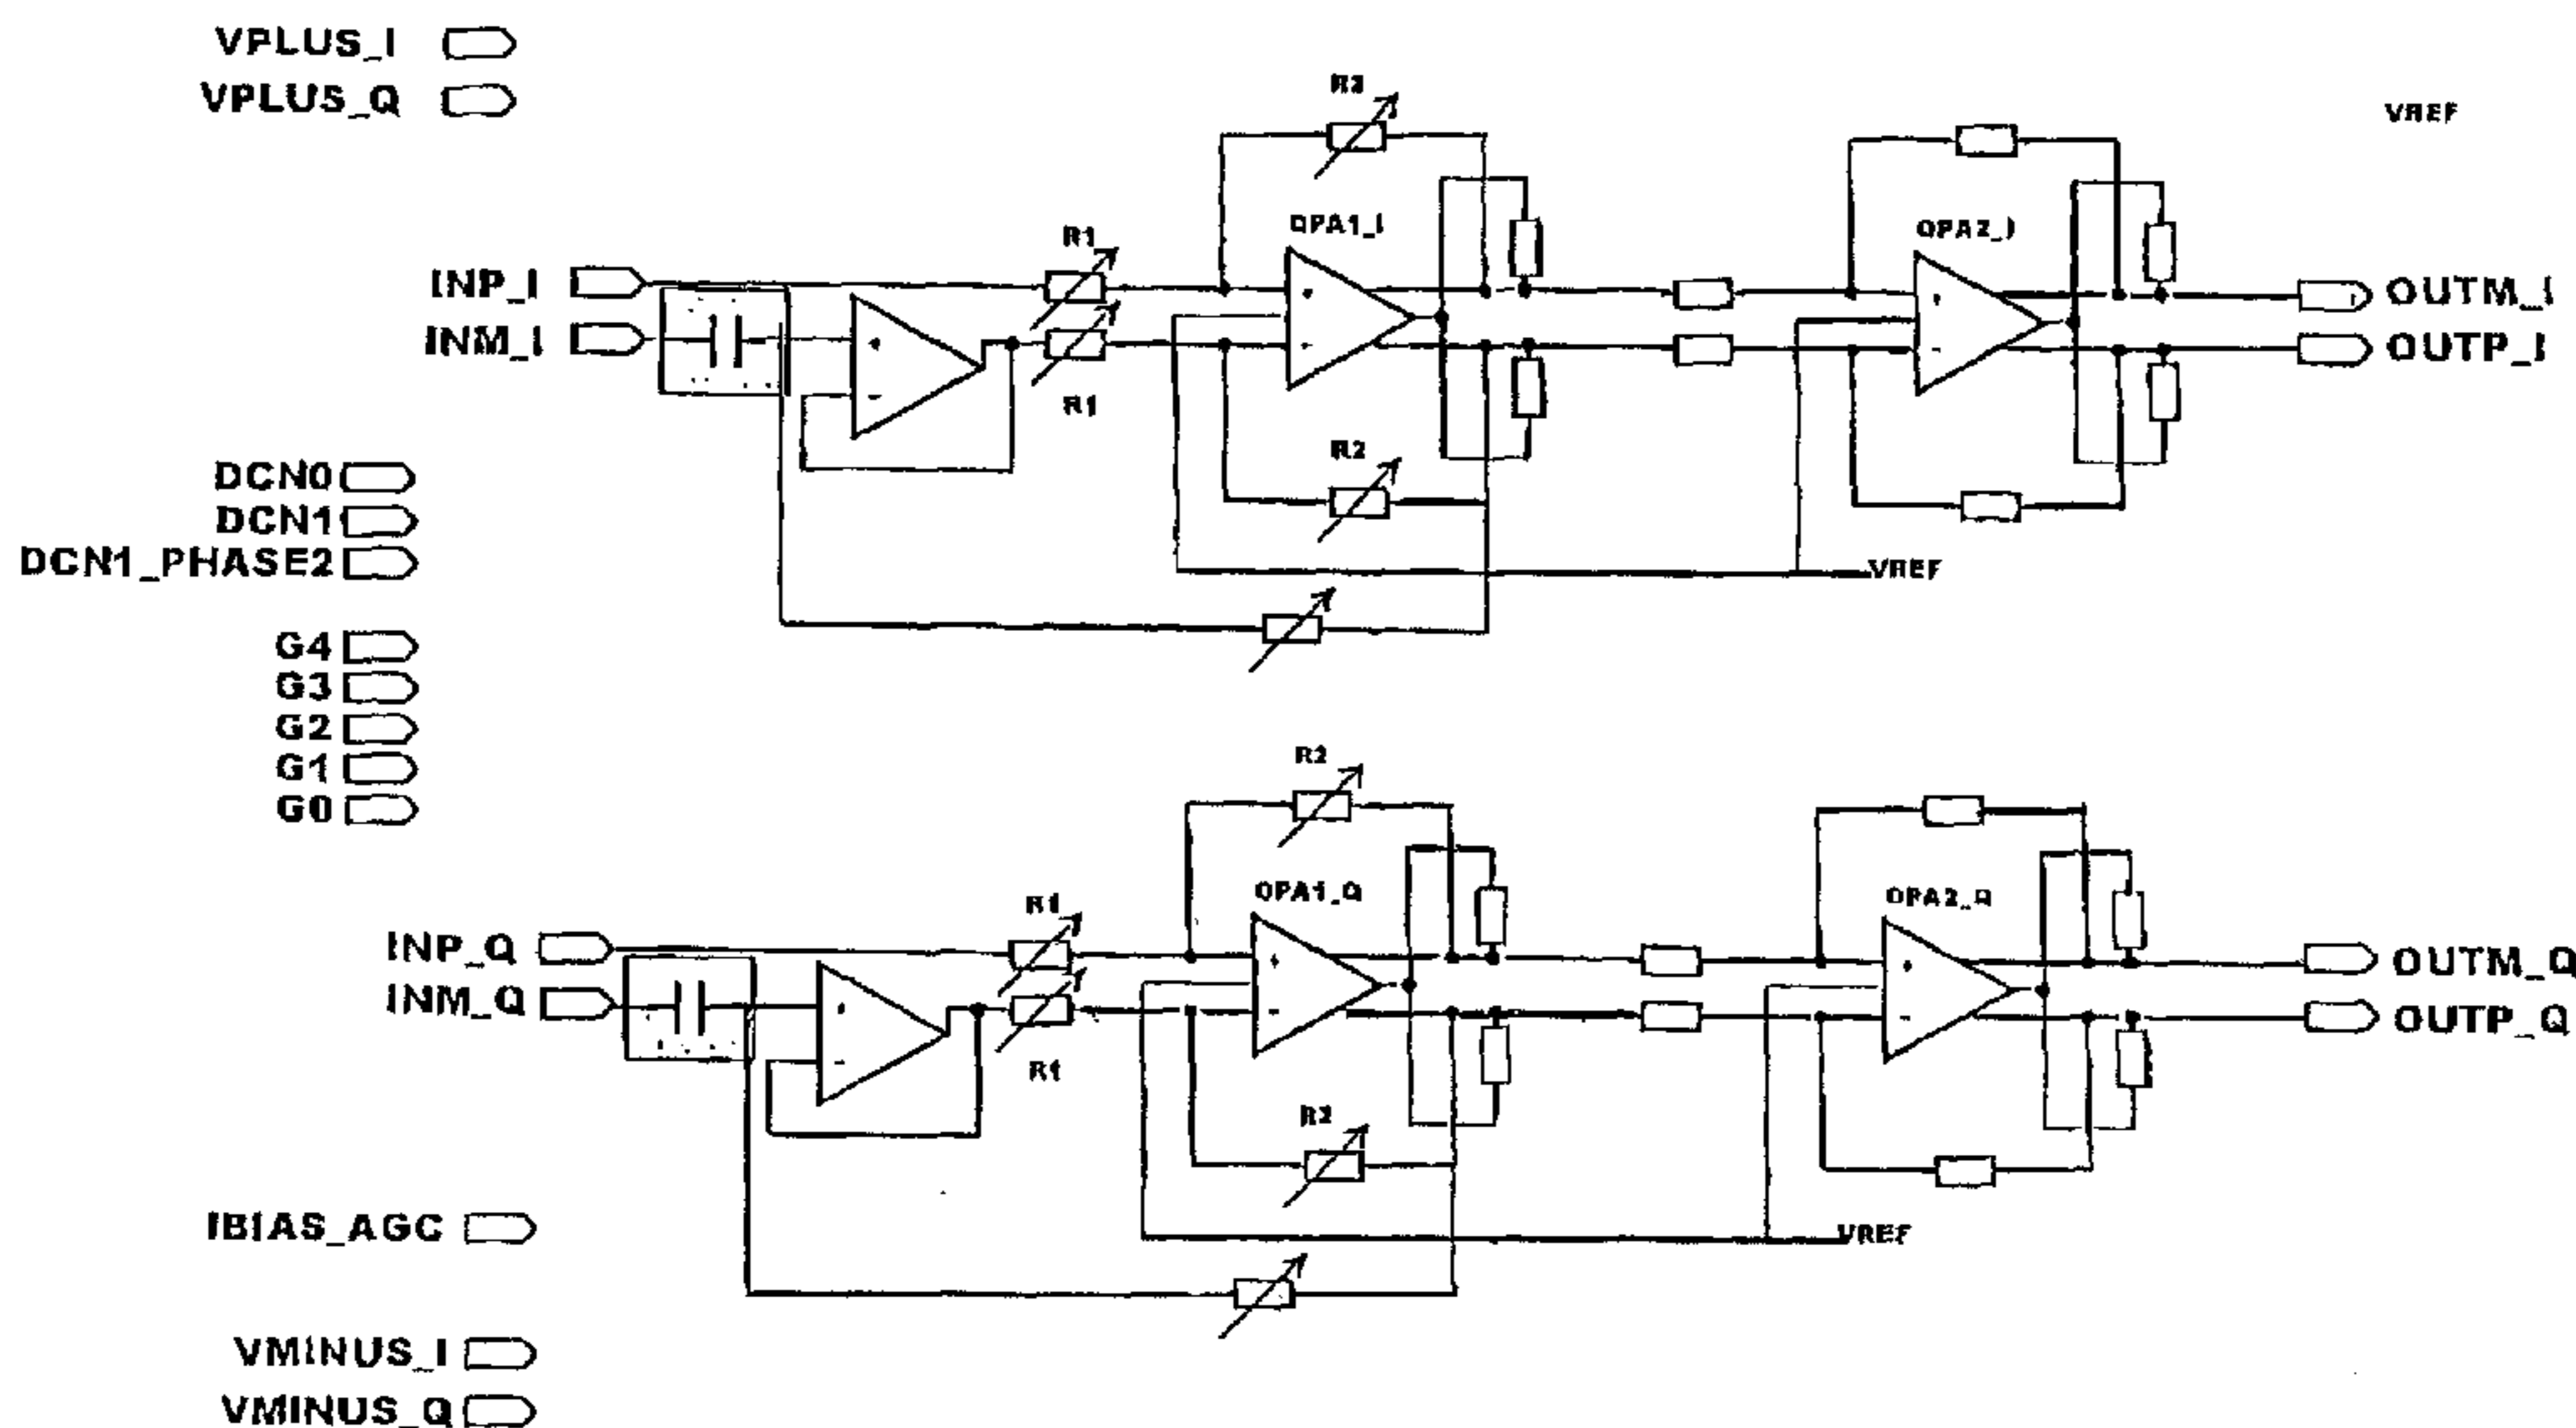 VPLUS_I
VPLUS_Q
VREF
R2
R1
OPA1_I
OPA2_I
INP_I
INM_I
OUTM_I
OUTP_I
R1
R2
DCN0
DCN1
DCN1_PHASE2
VREF
G4
G3
G2
G1
G0
R2
R1
OPA1_Q
OPA2_Q
INP_Q
INM_Q
OUTM_Q
OUTP_Q
R1
R2
IBIAS_AGC
VREF
VMINUS_I
VMINUS_Q